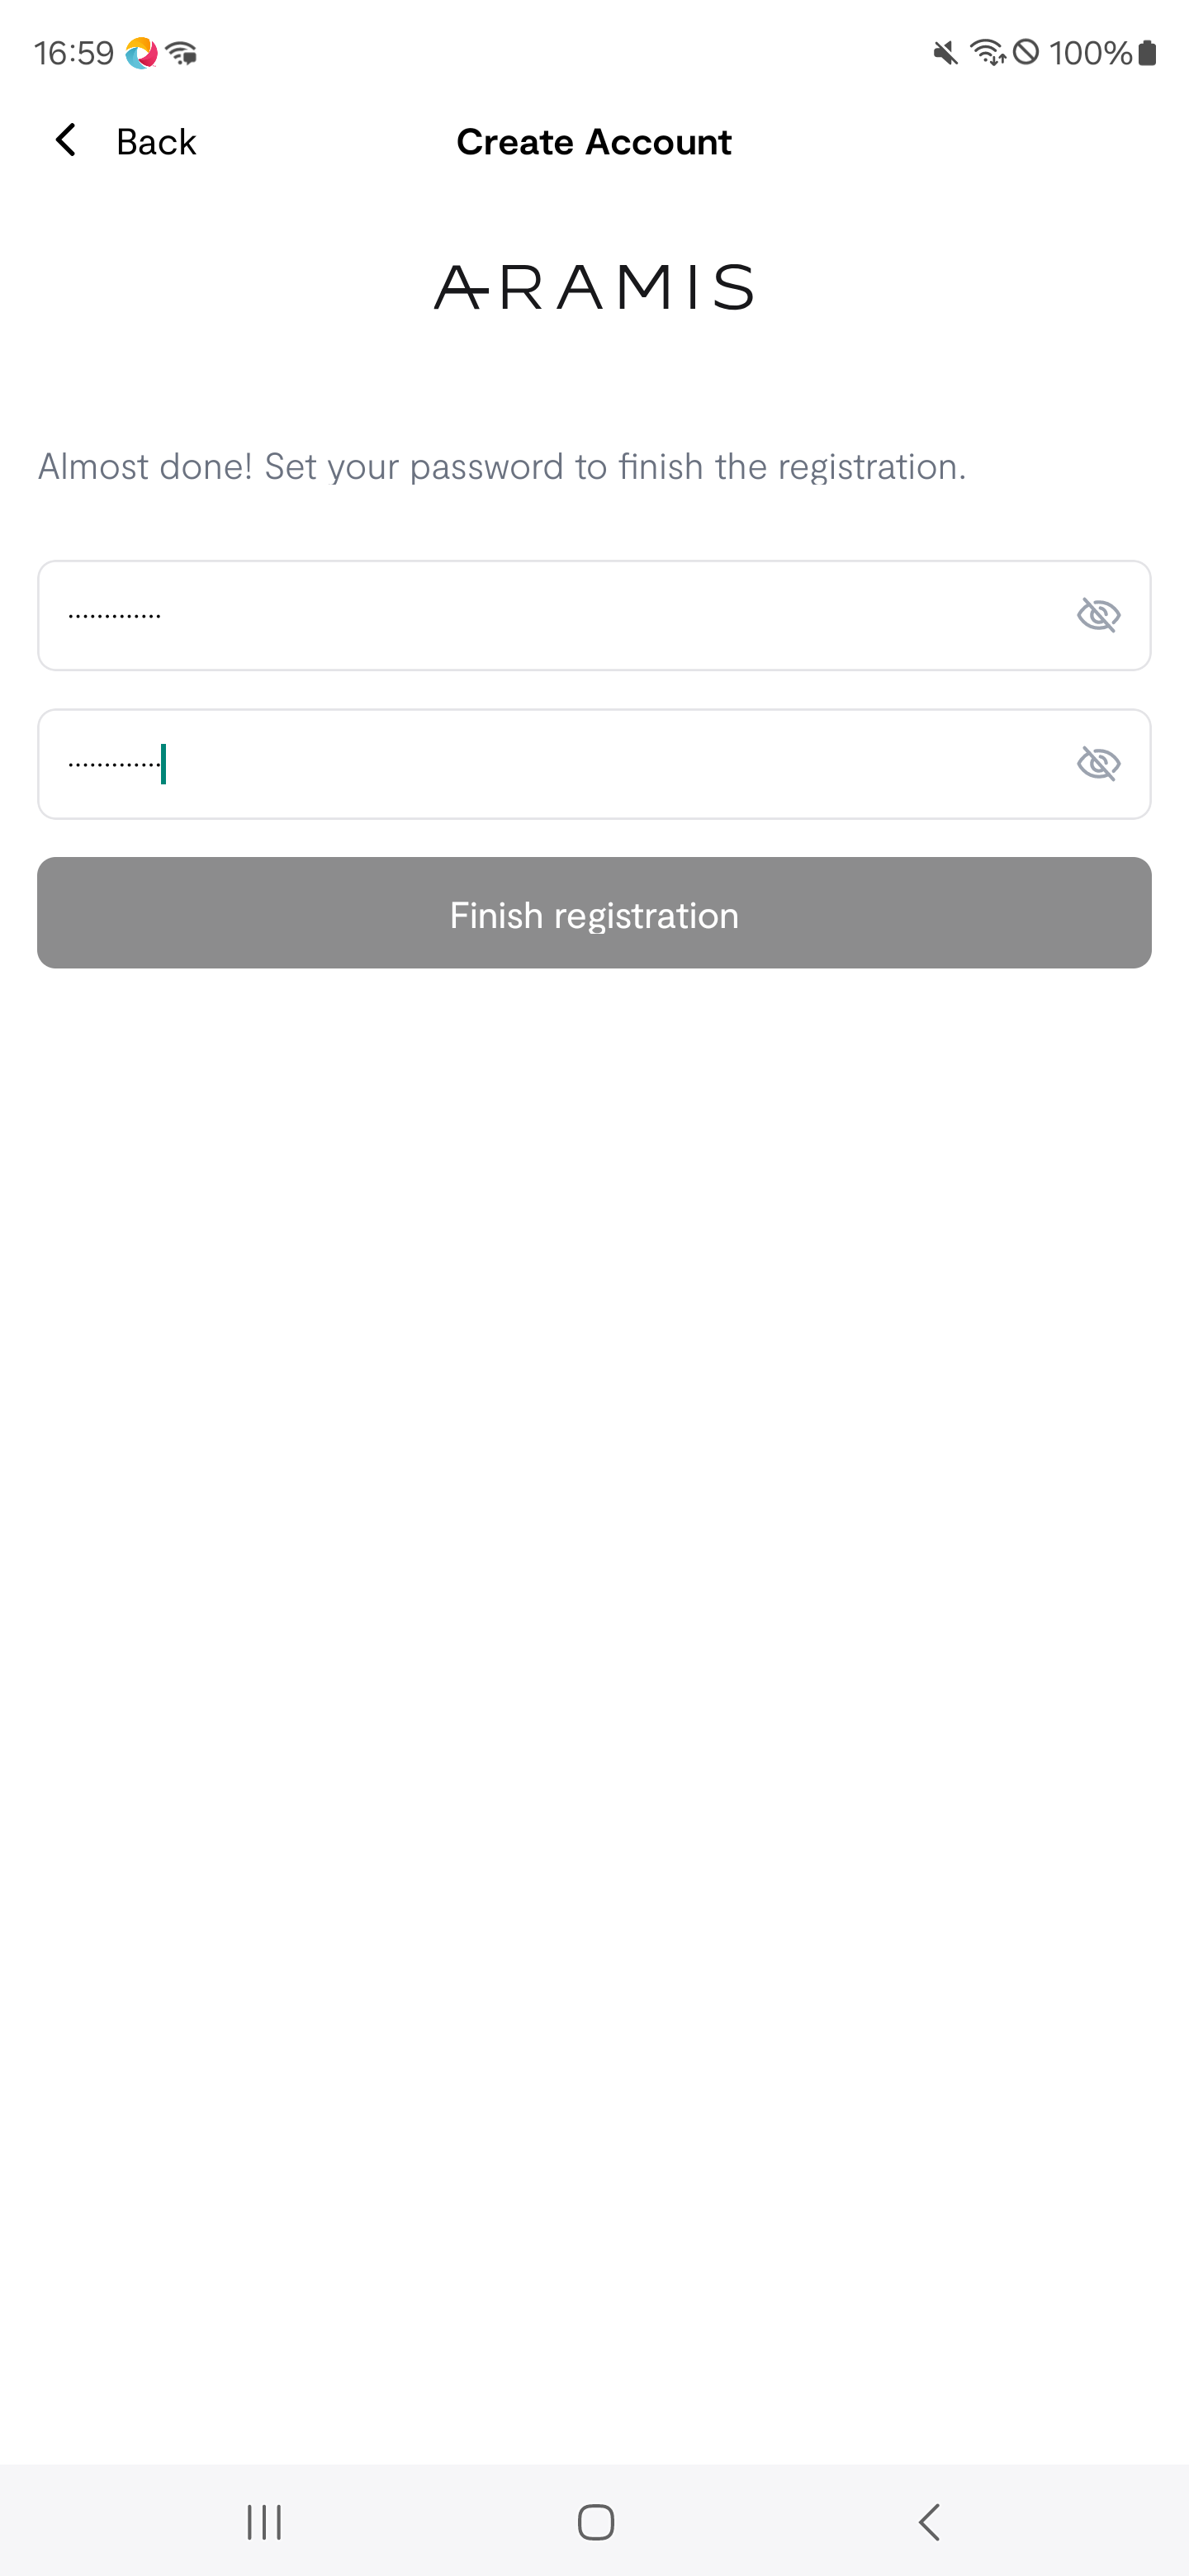 16:59
100%
Back
Create Account
ARAMIS
Almost done! Set your password to finish the registration.
•••••••••••••
•••••••••••••
Finish registration